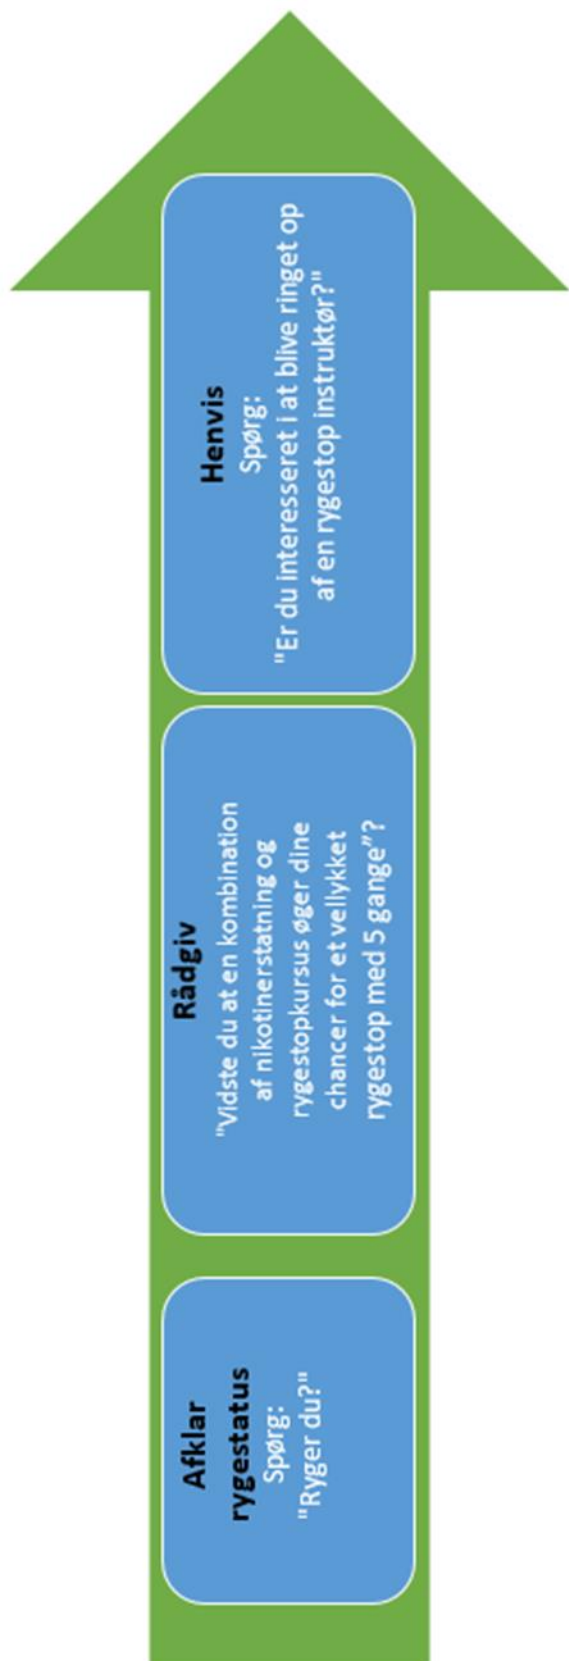 Afklar
rygestatus
Spørg:
"Ryger du?"
Rådgiv
"Vidste du at en kombination
af nikotinerstatning og
rygestopkursus øger dine
chancer for et vellykket
rygestop med 5 gange”?
Henvis
Spørg:
"Er du interesseret i at blive ringet op
af en rygestop instruktør?"